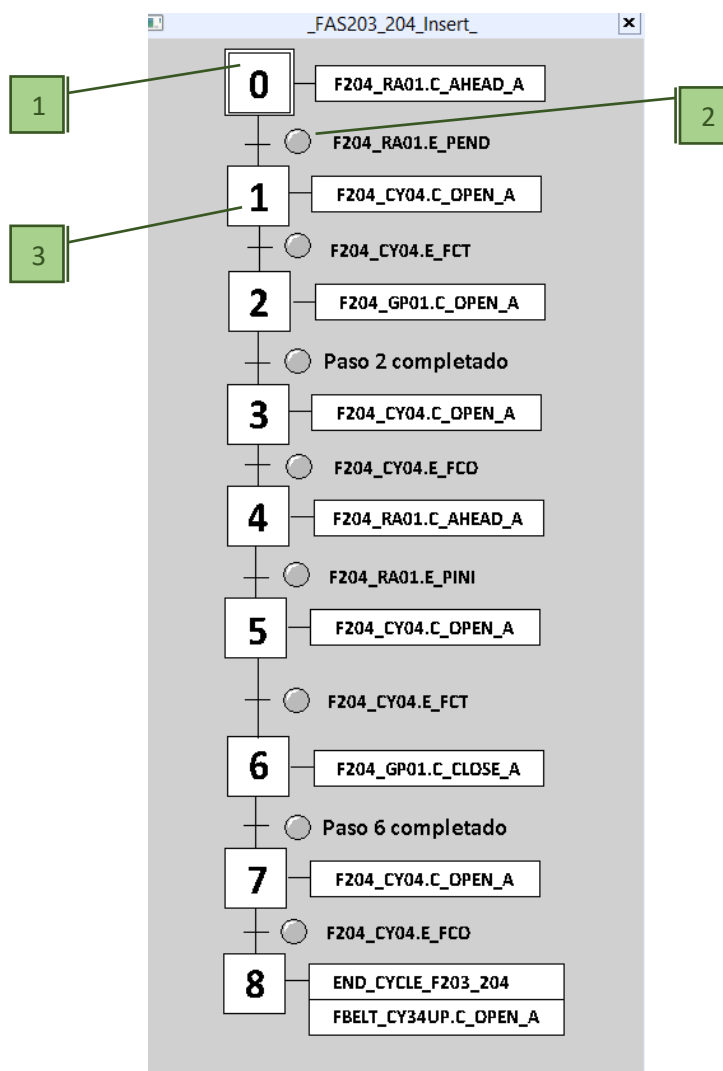 _FAS203_204_Insert_
1
0
F204_RA01.C_AHEAD_A
F204_RA01.E_PEND
2
1
F204_CY04.C_OPEN_A
3
F204_CY04.E_FCT
2
F204_GP01.C_OPEN_A
Paso 2 completado
3
F204_CY04.C_OPEN_A
F204_CY04.E_FCO
4
F204_RA01.C_AHEAD_A
F204_RA01.E_PINI
5
F204_CY04.C_OPEN_A
F204_CY04.E_FCT
6
F204_GP01.C_CLOSE_A
Paso 6 completado
7
F204_CY04.C_OPEN_A
F204_CY04.E_FCO
8
END_CYCLE_F203_204
FBELT_CY34UP.C_OPEN_A